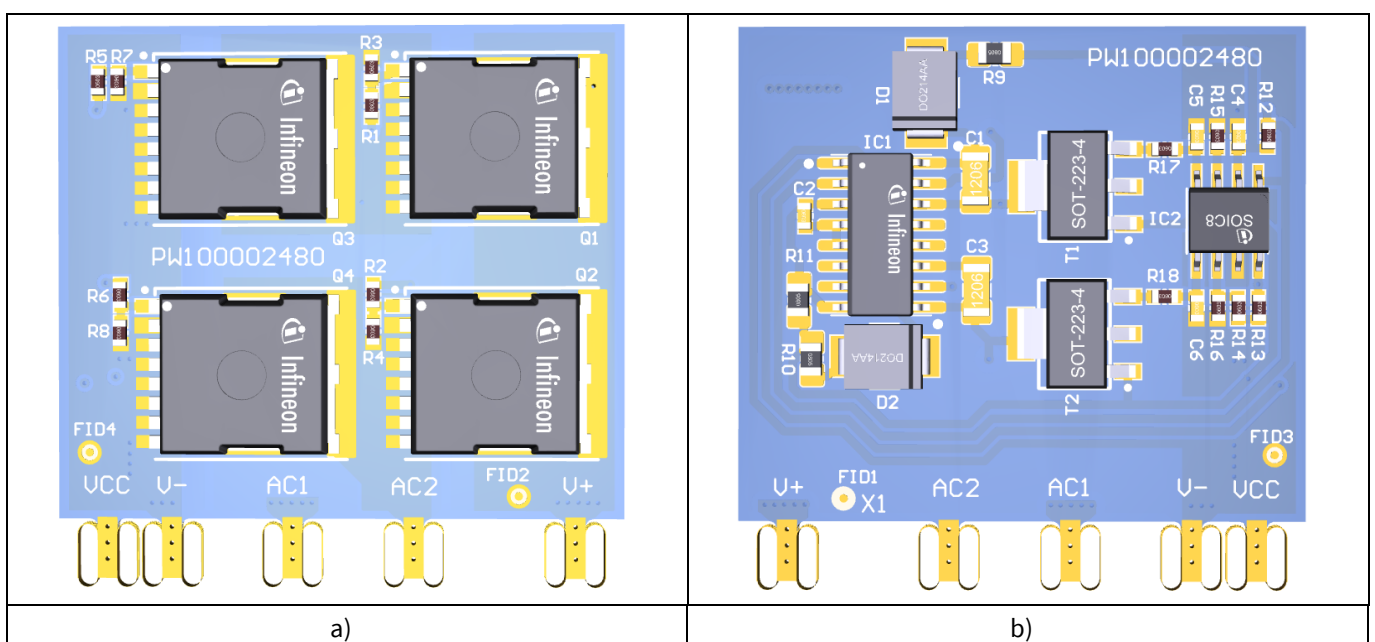 R5 R7
R3
R1
Infineon
Infineon
Q3
Q1
PW100002480
Q4
Q2
R6
R8
R2
R4
Infineon
Infineon
FID4
FID2
VCC V- AC1 AC2 V+
a)
PW100002480
R9
D1
DO214AA
IC1
C1
1206
C2
Infineon
R11
C3
1206
R10
DO214AA
D2
SOT-223-4
T1
SOT-223-4
T2
R17
R18
C5 R15 C4 R12
IC2
SOIC8
C6 R16 R14 R13
FID1
X1
FID3
V+ AC2 AC1 V- VCC
b)